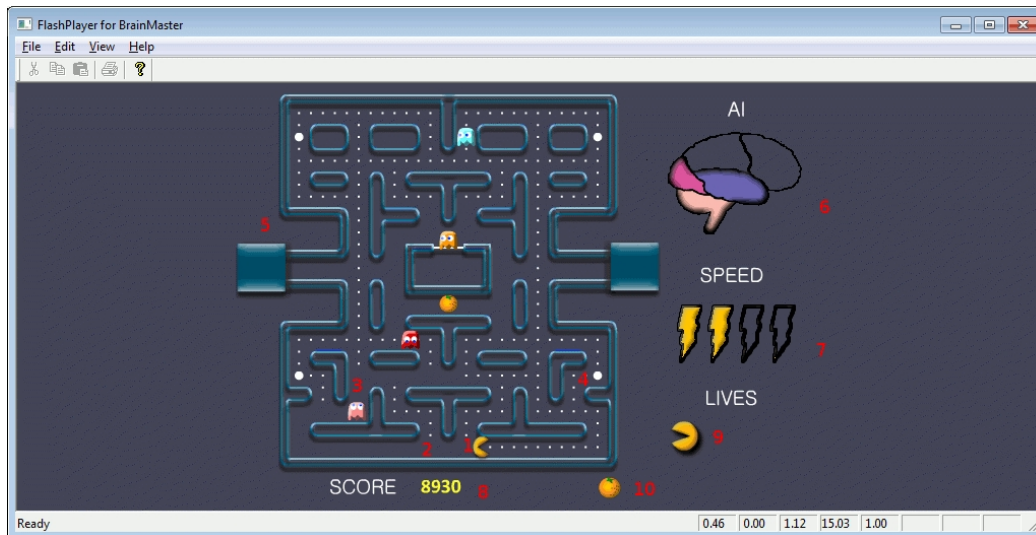 FlashPlayer for BrainMaster
File Edit View Help
AI
6
5
SPEED
7
3
4
LIVES
9
2
1
SCORE 8930 8
10
Ready
0.46 0.00 1.12 15.03 1.00